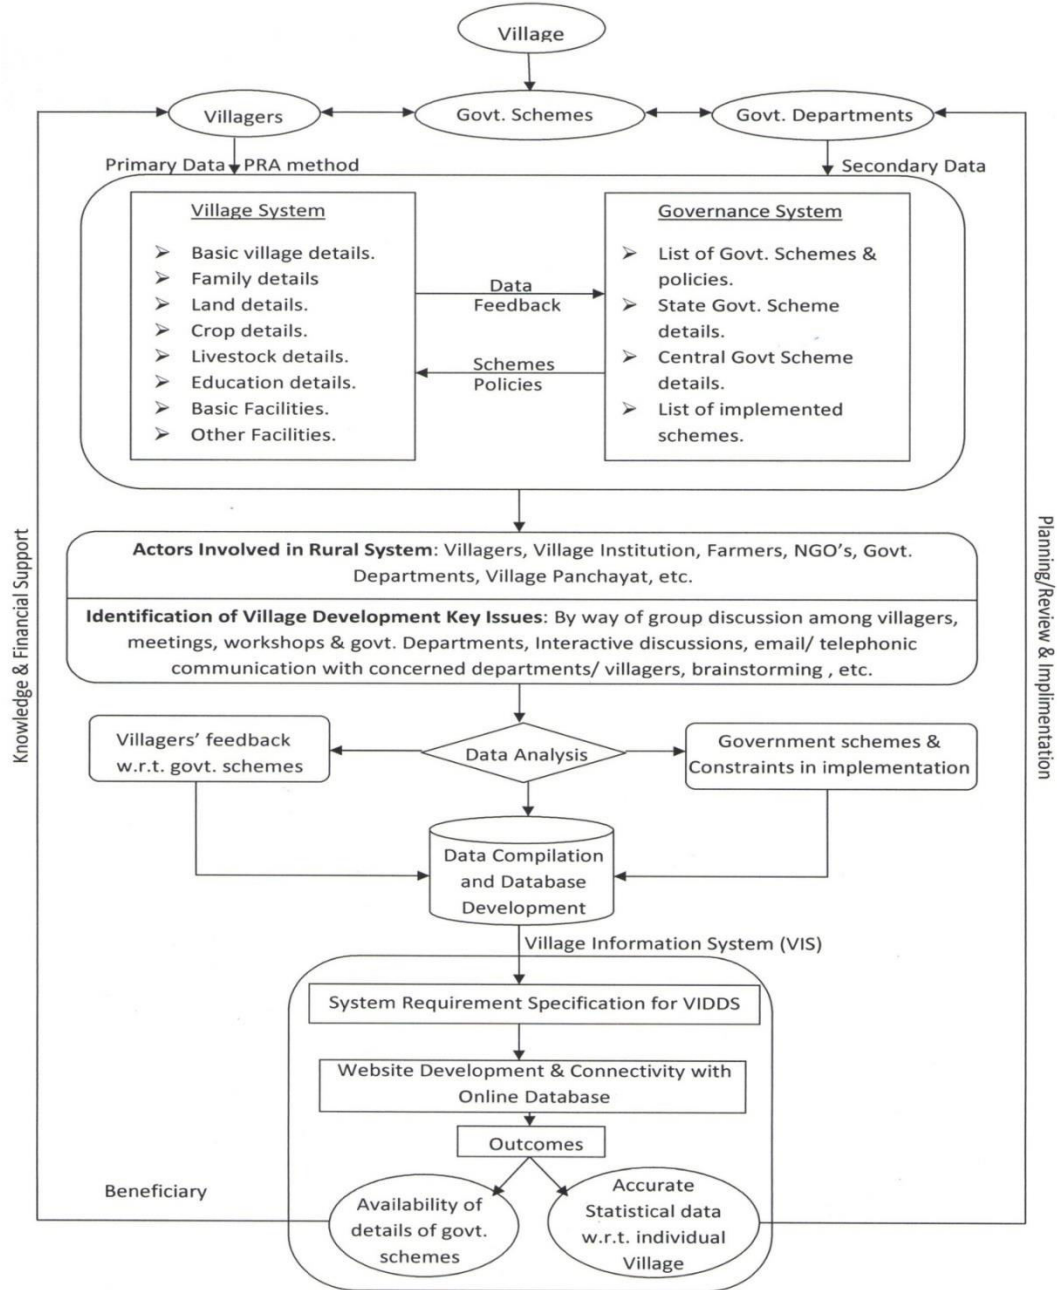 Village
Villagers
Govt. Schemes
Govt. Departments
Primary Data
PRA method
Secondary Data
Village System
➢ Basic village details.
➢ Family details
➢ Land details.
➢ Crop details.
➢ Livestock details.
➢ Education details.
➢ Basic Facilities.
➢ Other Facilities.
Data
Feedback
Schemes
Policies
Governance System
➢ List of Govt. Schemes &
policies.
➢ State Govt. Scheme
details.
➢ Central Govt Scheme
details.
➢ List of implemented
schemes.
Actors Involved in Rural System: Villagers, Village Institution, Farmers, NGO's, Govt.
Departments, Village Panchayat, etc.
Identification of Village Development Key Issues: By way of group discussion among villagers,
meetings, workshops & govt. Departments, Interactive discussions, email/ telephonic
communication with concerned departments/ villagers, brainstorming , etc.
Knowledge & Financial Support
Planning/Review & Implimentation
Villagers' feedback
w.r.t. govt. schemes
Data Analysis
Government schemes &
Constraints in implementation
Data Compilation
and Database
Development
Village Information System (VIS)
System Requirement Specification for VIDDS
Website Development & Connectivity with
Online Database
Outcomes
Beneficiary
Availability of
details of govt.
schemes
Accurate
Statistical data
w.r.t. individual
Village